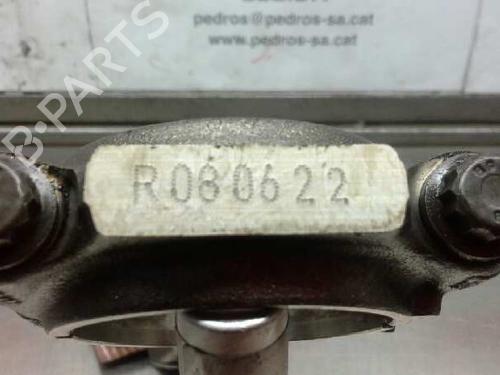 pedros@pedros-sa.cat
www.pedros-sa.cat
B-PARTS
R080622